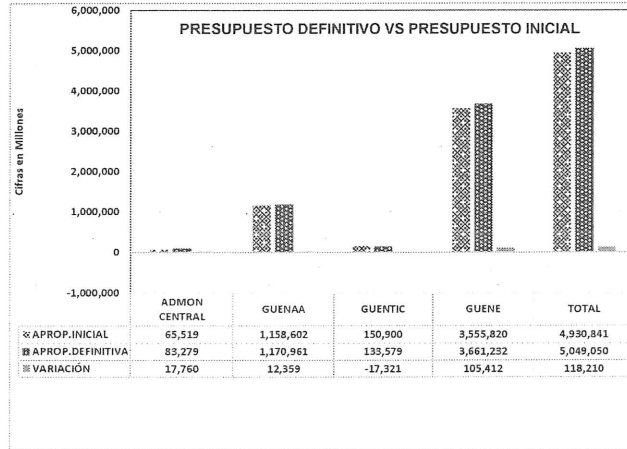 PRESUPUESTO DEFINITIVO VS PRESUPUESTO INICIAL
Cifras en Millones
6,000,000
5,000,000
4,000,000
3,000,000
2,000,000
1,000,000
0
-1,000,000
ADMON CENTRAL GUENAA GUENTIC GUENE TOTAL
APROP.INICIAL 65,519 1,158,602 150,900 3,555,820 4,930,841
APROP.DEFINITIVA 83,279 1,170,961 133,579 3,661,232 5,049,050
VARIACIÓN 17,760 12,359 -17,321 105,412 118,210